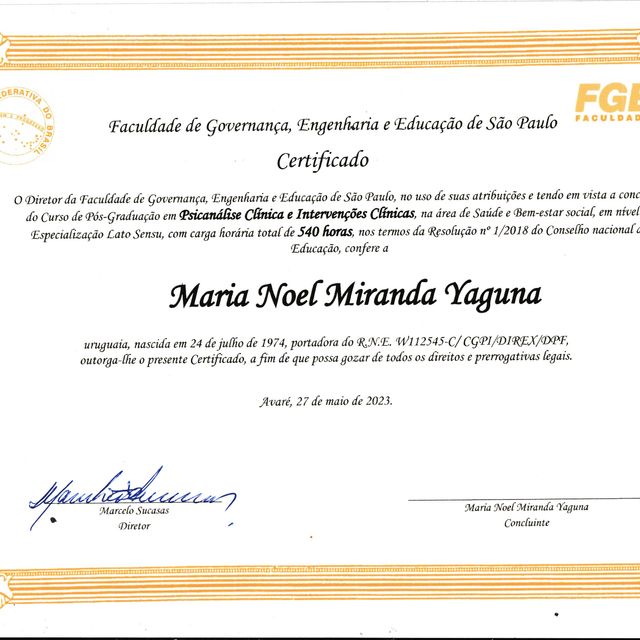 FGE
FACULDAD
DERATIVA DO BRASIL
Faculdade de Governança, Engenharia e Educação de São Paulo
Certificado
O Diretor da Faculdade de Governança, Engenharia e Educação de São Paulo, no uso de suas atribuições e tendo em vista a conc
do Curso de Pós-Graduação em Psicanálise Clínica e Intervenções Clínicas, na área de Saúde e Bem-estar social, em nível
Especialização Lato Sensu, com carga horária total de 540 horas, nos termos da Resolução nº 1/2018 do Conselho nacional d
Educação, confere a
Maria Noel Miranda Yaguna
uruguaia, nascida em 24 de julho de 1974, portadora do R.N.E. W112545-C/ CGPI/DIREX/DPF,
outorga-lhe o presente Certificado, a fim de que possa gozar de todos os direitos e prerrogativas legais.
Avaré, 27 de maio de 2023.
Marcelo Sucasas
Diretor
Maria Noel Miranda Yaguna
Concluinte